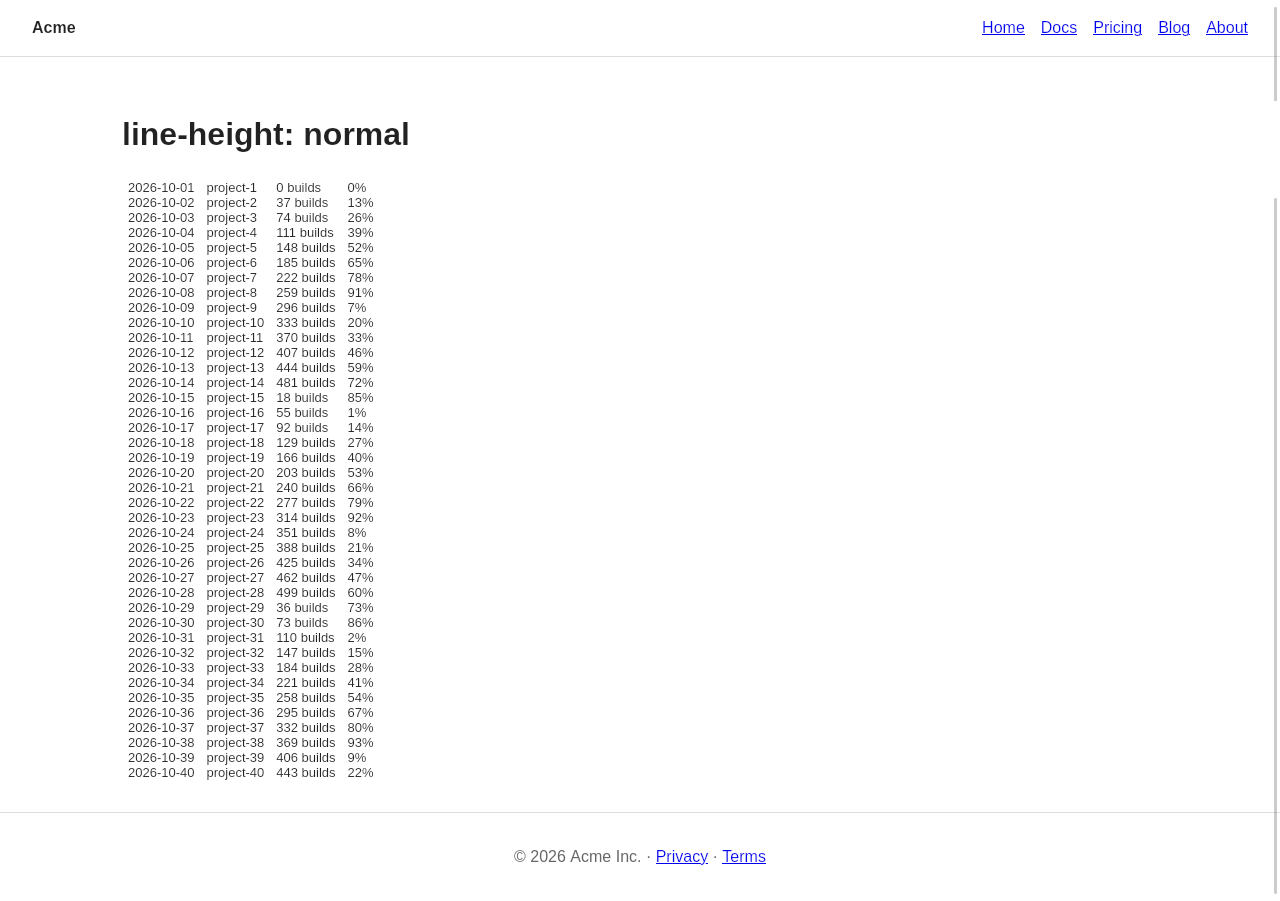 Acme Home Docs Pricing Blog About
line-height: normal
2026-10-01 project-1 0 builds 0%
2026-10-02 project-2 37 builds 13%
2026-10-03 project-3 74 builds 26%
2026-10-04 project-4 111 builds 39%
2026-10-05 project-5 148 builds 52%
2026-10-06 project-6 185 builds 65%
2026-10-07 project-7 222 builds 78%
2026-10-08 project-8 259 builds 91%
2026-10-09 project-9 296 builds 7%
2026-10-10 project-10 333 builds 20%
2026-10-11 project-11 370 builds 33%
2026-10-12 project-12 407 builds 46%
2026-10-13 project-13 444 builds 59%
2026-10-14 project-14 481 builds 72%
2026-10-15 project-15 18 builds 85%
2026-10-16 project-16 55 builds 1%
2026-10-17 project-17 92 builds 14%
2026-10-18 project-18 129 builds 27%
2026-10-19 project-19 166 builds 40%
2026-10-20 project-20 203 builds 53%
2026-10-21 project-21 240 builds 66%
2026-10-22 project-22 277 builds 79%
2026-10-23 project-23 314 builds 92%
2026-10-24 project-24 351 builds 8%
2026-10-25 project-25 388 builds 21%
2026-10-26 project-26 425 builds 34%
2026-10-27 project-27 462 builds 47%
2026-10-28 project-28 499 builds 60%
2026-10-29 project-29 36 builds 73%
2026-10-30 project-30 73 builds 86%
2026-10-31 project-31 110 builds 2%
2026-10-32 project-32 147 builds 15%
2026-10-33 project-33 184 builds 28%
2026-10-34 project-34 221 builds 41%
2026-10-35 project-35 258 builds 54%
2026-10-36 project-36 295 builds 67%
2026-10-37 project-37 332 builds 80%
2026-10-38 project-38 369 builds 93%
2026-10-39 project-39 406 builds 9%
2026-10-40 project-40 443 builds 22%
© 2026 Acme Inc. · Privacy · Terms